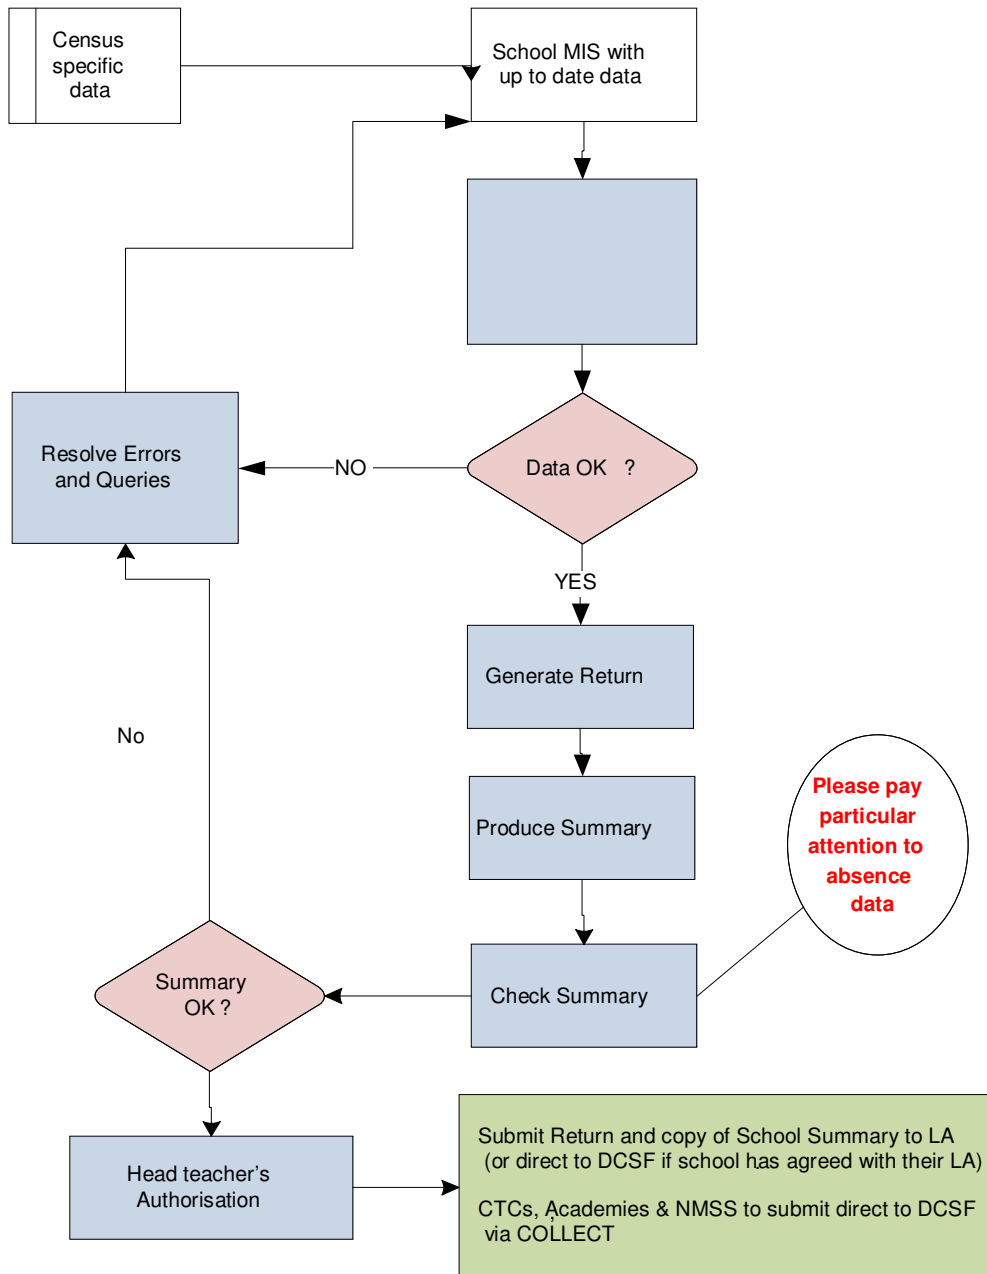 Census
specific
data
School MIS with
up to date data
Resolve Errors
and Queries
NO
Data OK ?
YES
Generate Return
No
Produce Summary
Please pay
particular
attention to
absence
data
Summary
OK ?
Check Summary
Head teacher's
Authorisation
Submit Return and copy of School Summary to LA
(or direct to DCSF if school has agreed with their LA)
CTCs, Academies & NMSS to submit direct to DCSF
via COLLECT